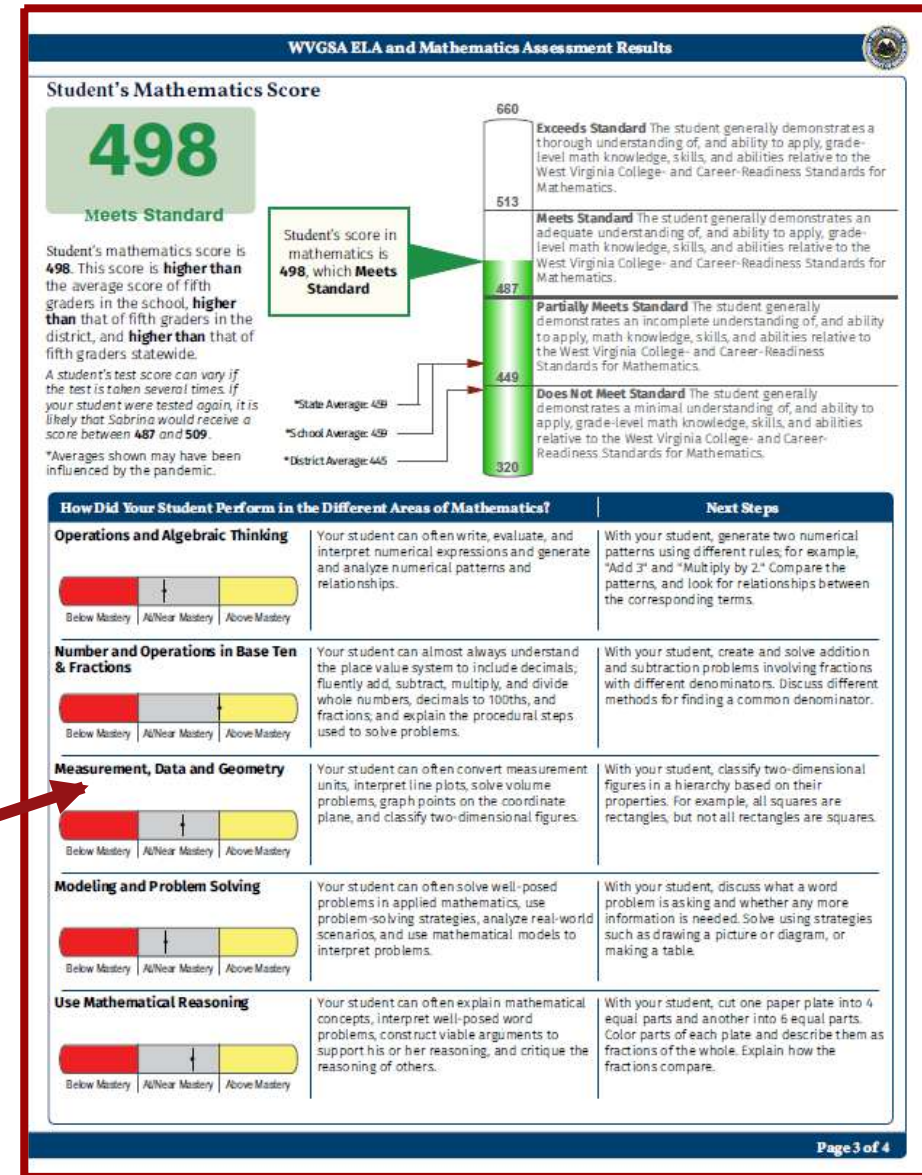 WVGSA ELA and Mathematics Assessment Results
Student's Mathematics Score
498
Meets Standard
Student's mathematics score is
498. This score is higher than
the average score of fifth
graders in the school, higher
than that of fifth graders in the
district, and higher than that of
fifth graders statewide.
A student's test score can vary if
the test is taken several times. If
your student were tested again, it is
likely that Sabrina would receive a
score between 487 and 509.
*Averages shown may have been
influenced by the pandemic.
Student's score in
mathematics is
498, which Meets
Standard
*State Average: 459
*School Average: 459
*District Average: 445
660
513
487
449
320
Exceeds Standard The student generally demonstrates a
thorough understanding of, and ability to apply, grade-
level math knowledge, skills, and abilities relative to the
West Virginia College- and Career-Readiness Standards for
Mathematics.
Meets Standard The student generally demonstrates an
adequate understanding of, and ability to apply, grade-
level math knowledge, skills, and abilities relative to the
West Virginia College- and Career-Readiness Standards for
Mathematics.
Partially Meets Standard The student generally
demonstrates an incomplete understanding of, and ability
to apply, math knowledge, skills, and abilities relative to
the West Virginia College- and Career-Readiness
Standards for Mathematics.
Does Not Meet Standard The student generally
demonstrates a minimal understanding of, and ability to
apply, grade-level math knowledge, skills, and abilities
relative to the West Virginia College- and Career-
Readiness Standards for Mathematics.
How Did Your Student Perform in the Different Areas of Mathematics?
Next Steps
Operations and Algebraic Thinking
Below Mastery At/Near Mastery Above Mastery
Your student can often write, evaluate, and
interpret numerical expressions and generate
and analyze numerical patterns and
relationships.
With your student, generate two numerical
patterns using different rules; for example,
"Add 3" and "Multiply by 2." Compare the
patterns, and look for relationships between
the corresponding terms.
Number and Operations in Base Ten
& Fractions
Below Mastery At/Near Mastery Above Mastery
Your student can almost always understand
the place value system to include decimals;
fluently add, subtract, multiply, and divide
whole numbers, decimals to 100ths, and
fractions; and explain the procedural steps
used to solve problems.
With your student, create and solve addition
and subtraction problems involving fractions
with different denominators. Discuss different
methods for finding a common denominator.
Measurement, Data and Geometry
Below Mastery At/Near Mastery Above Mastery
Your student can often convert measurement
units, interpret line plots, solve volume
problems, graph points on the coordinate
plane, and classify two-dimensional figures.
With your student, classify two-dimensional
figures in a hierarchy based on their
properties. For example, all squares are
rectangles, but not all rectangles are squares.
Modeling and Problem Solving
Below Mastery At/Near Mastery Above Mastery
Your student can often solve well-posed
problems in applied mathematics, use
problem-solving strategies, analyze real-world
scenarios, and use mathematical models to
interpret problems.
With your student, discuss what a word
problem is asking and whether any more
information is needed. Solve using strategies
such as drawing a picture or diagram, or
making a table.
Use Mathematical Reasoning
Below Mastery At/Near Mastery Above Mastery
Your student can often explain mathematical
concepts, interpret well-posed word
problems, construct viable arguments to
support his or her reasoning, and critique the
reasoning of others.
With your student, cut one paper plate into 4
equal parts and another into 6 equal parts.
Color parts of each plate and describe them as
fractions of the whole. Explain how the
fractions compare.
Page 3 of 4